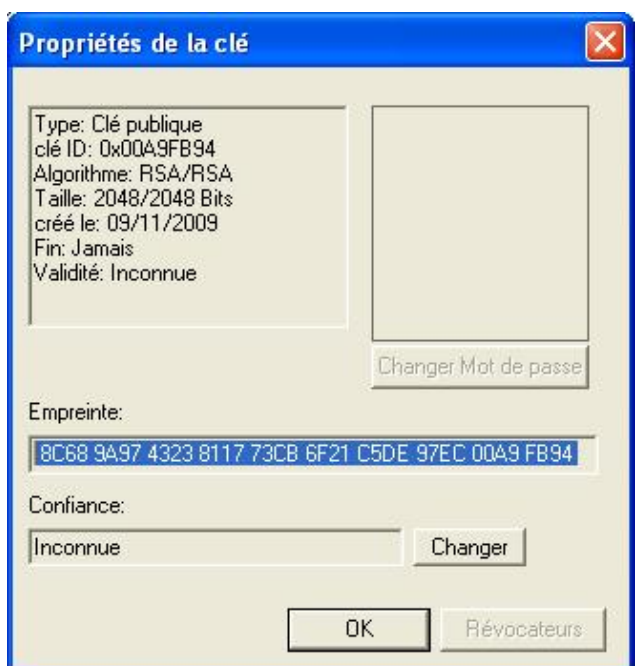 Propriétés de la clé
Type: Clé publique
clé ID: 0x00A9FB94
Algorithme: RSA/RSA
Taille: 2048/2048 Bits
créé le: 09/11/2009
Fin: Jamais
Validité: Inconnue
Changer Mot de passe
Empreinte:
8C68 9A97 4323 8117 73CB 6F21 C5DE 97EC 00A9 FB94
Confiance:
Inconnue
Changer
OK
Révocateurs